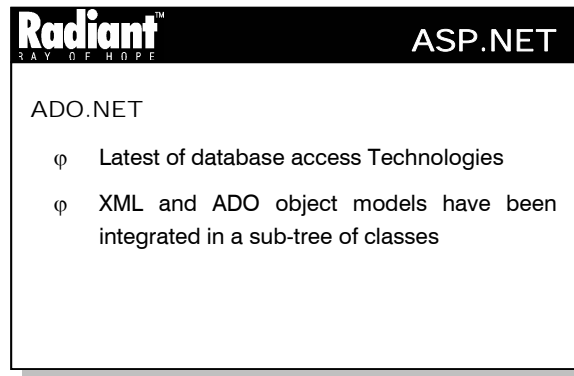 Radiant™
RAY OF HOPE
ASP.NET
ADO.NET
φ Latest of database access Technologies
φ XML and ADO object models have been
integrated in a sub-tree of classes